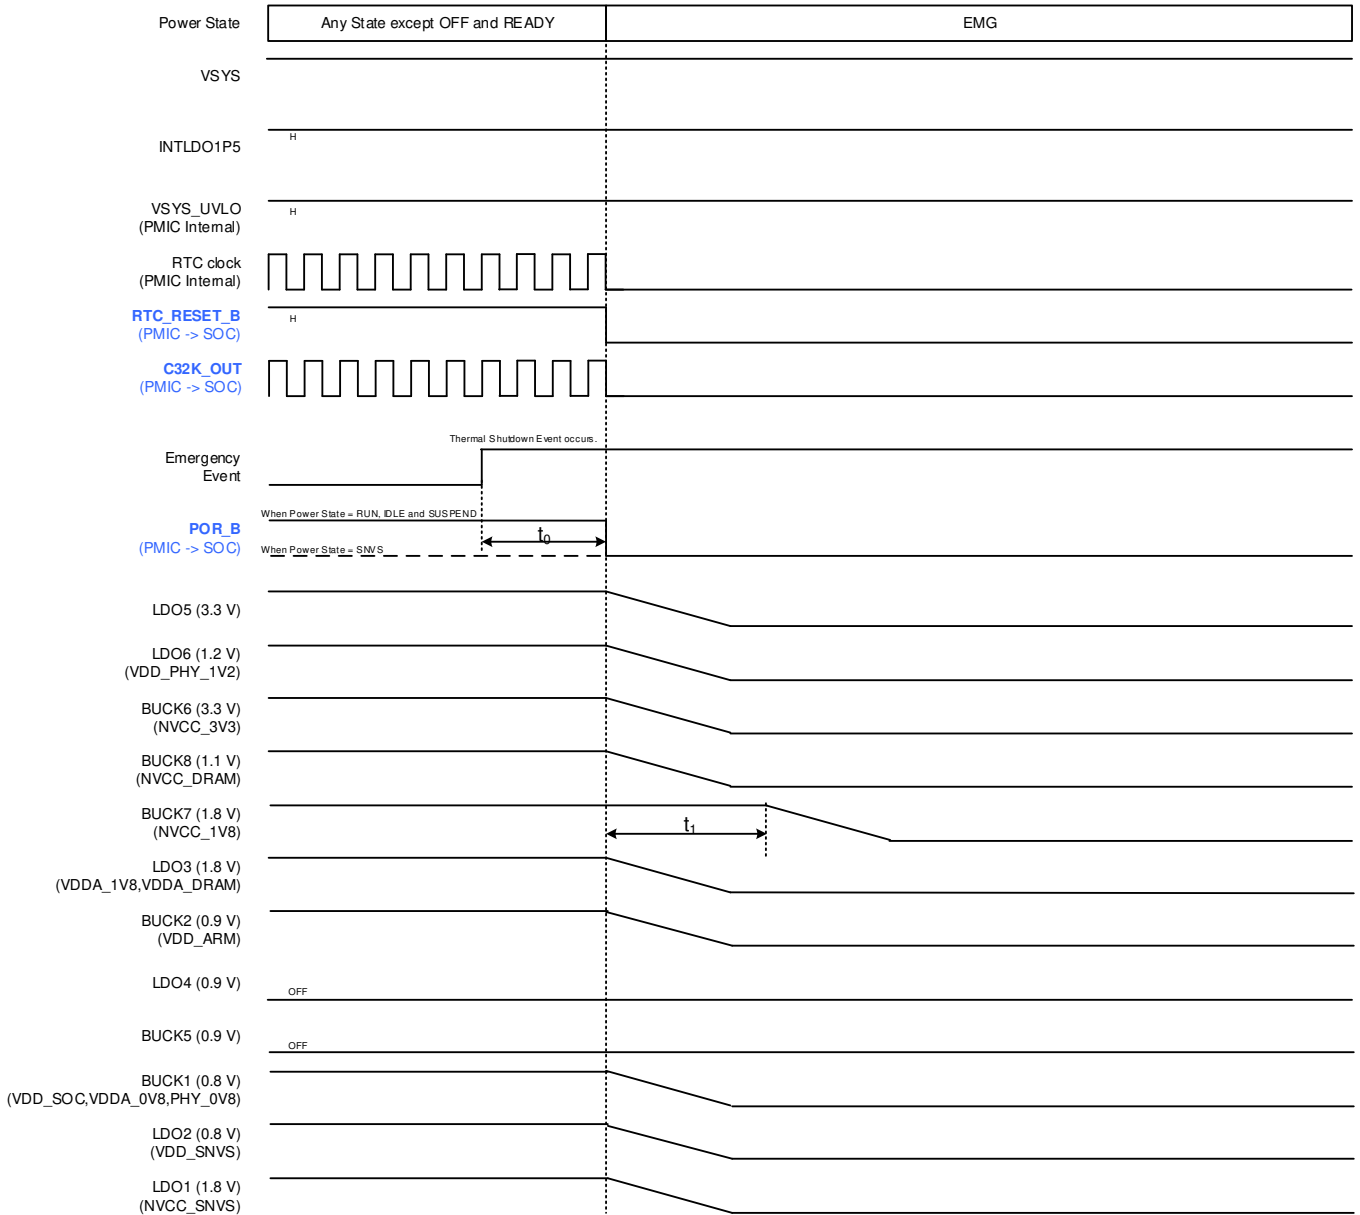 Power State
Any State except OFF and READY
EMG
VSYS
INTLDO1P5
H
VSYS_UVLO
(PMIC Internal)
H
RTC clock
(PMIC Internal)
RTC_RESET_B
(PMIC -> SOC)
H
C32K_OUT
(PMIC -> SOC)
Thermal Shutdown Event occurs.
Emergency
Event
When Power State = RUN, IDLE and SUSPEND
POR_B
(PMIC -> SOC)
t0
When Power State = SNVS
LDO5 (3.3 V)
LDO6 (1.2 V)
(VDD_PHY_1V2)
BUCK6 (3.3 V)
(NVCC_3V3)
BUCK8 (1.1 V)
(NVCC_DRAM)
BUCK7 (1.8 V)
(NVCC_1V8)
t1
LDO3 (1.8 V)
(VDDA_1V8,VDDA_DRAM)
BUCK2 (0.9 V)
(VDD_ARM)
LDO4 (0.9 V)
OFF
BUCK5 (0.9 V)
OFF
BUCK1 (0.8 V)
(VDD_SOC,VDDA_0V8,PHY_0V8)
LDO2 (0.8 V)
(VDD_SNVS)
LDO1 (1.8 V)
(NVCC_SNVS)